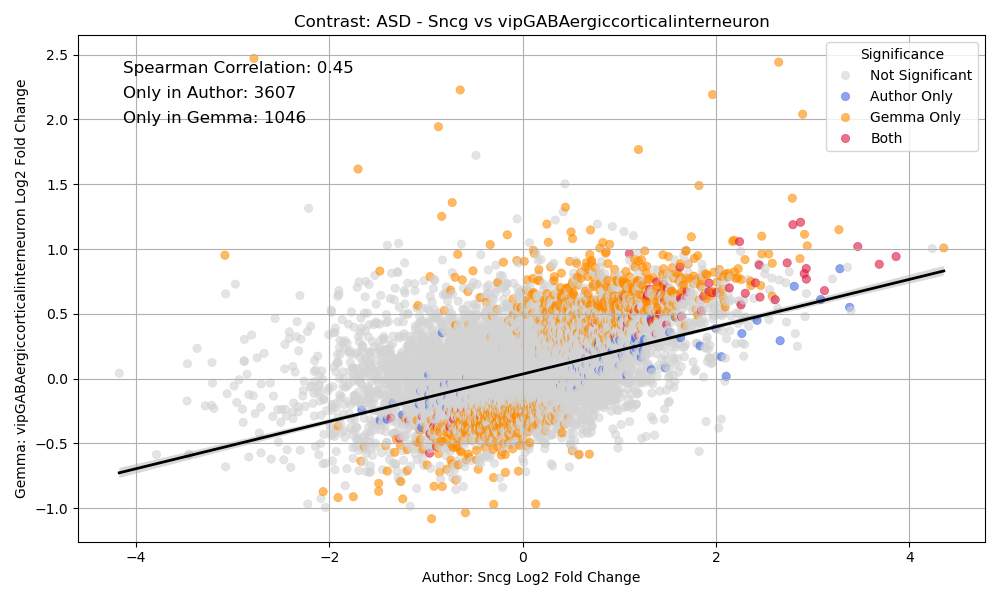 Contrast: ASD - Sncg vs vipGABAergiccorticalinterneuron
Spearman Correlation: 0.45
Only in Author: 3607
Only in Gemma: 1046
Significance
Not Significant
Author Only
Gemma Only
Both
Gemma: vipGABAergiccorticalinterneuron Log2 Fold Change
2.5
2.0
1.5
1.0
0.5
0.0
−0.5
−1.0
−4
−2
0
2
4
Author: Sncg Log2 Fold Change